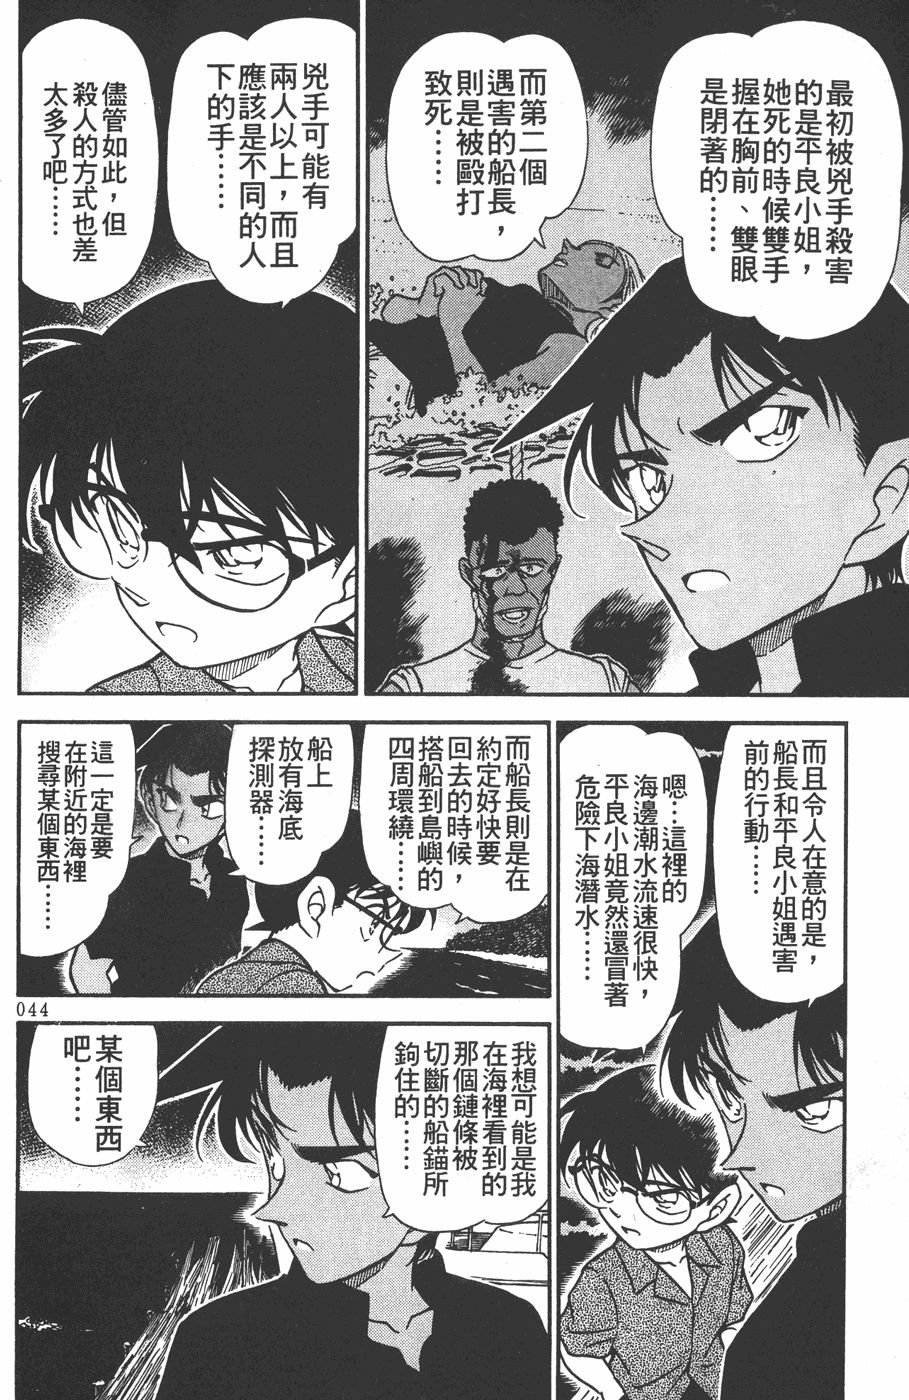 最初被兇手殺害
的是平良小姐，
她死的時候雙手
握在胸前、雙眼
是閉著的……
而第二個
遇害的船長，
則是被毆打
致死……
兇手可能有
兩人以上，而且
應該是不同的人
下的手……
儘管如此，但
殺人的方式也差
太多了吧……
而且令人在意的是，
船長和平良小姐遇害
前的行動……
嗯…這裡的
海邊潮水流速很快，
平良小姐竟然還冒著
危險下海潛水……
而船長則是在
約定好快要
回去的時候，
搭船到島嶼的
四周環繞……
船上
放有海底
探測器……
這一定是要
在附近的海裡
搜尋某個東西……
我想可能是我
在海裡看到的
那個鏈條被
切斷的船錨所
鉤住的……
某個東西
吧……
044